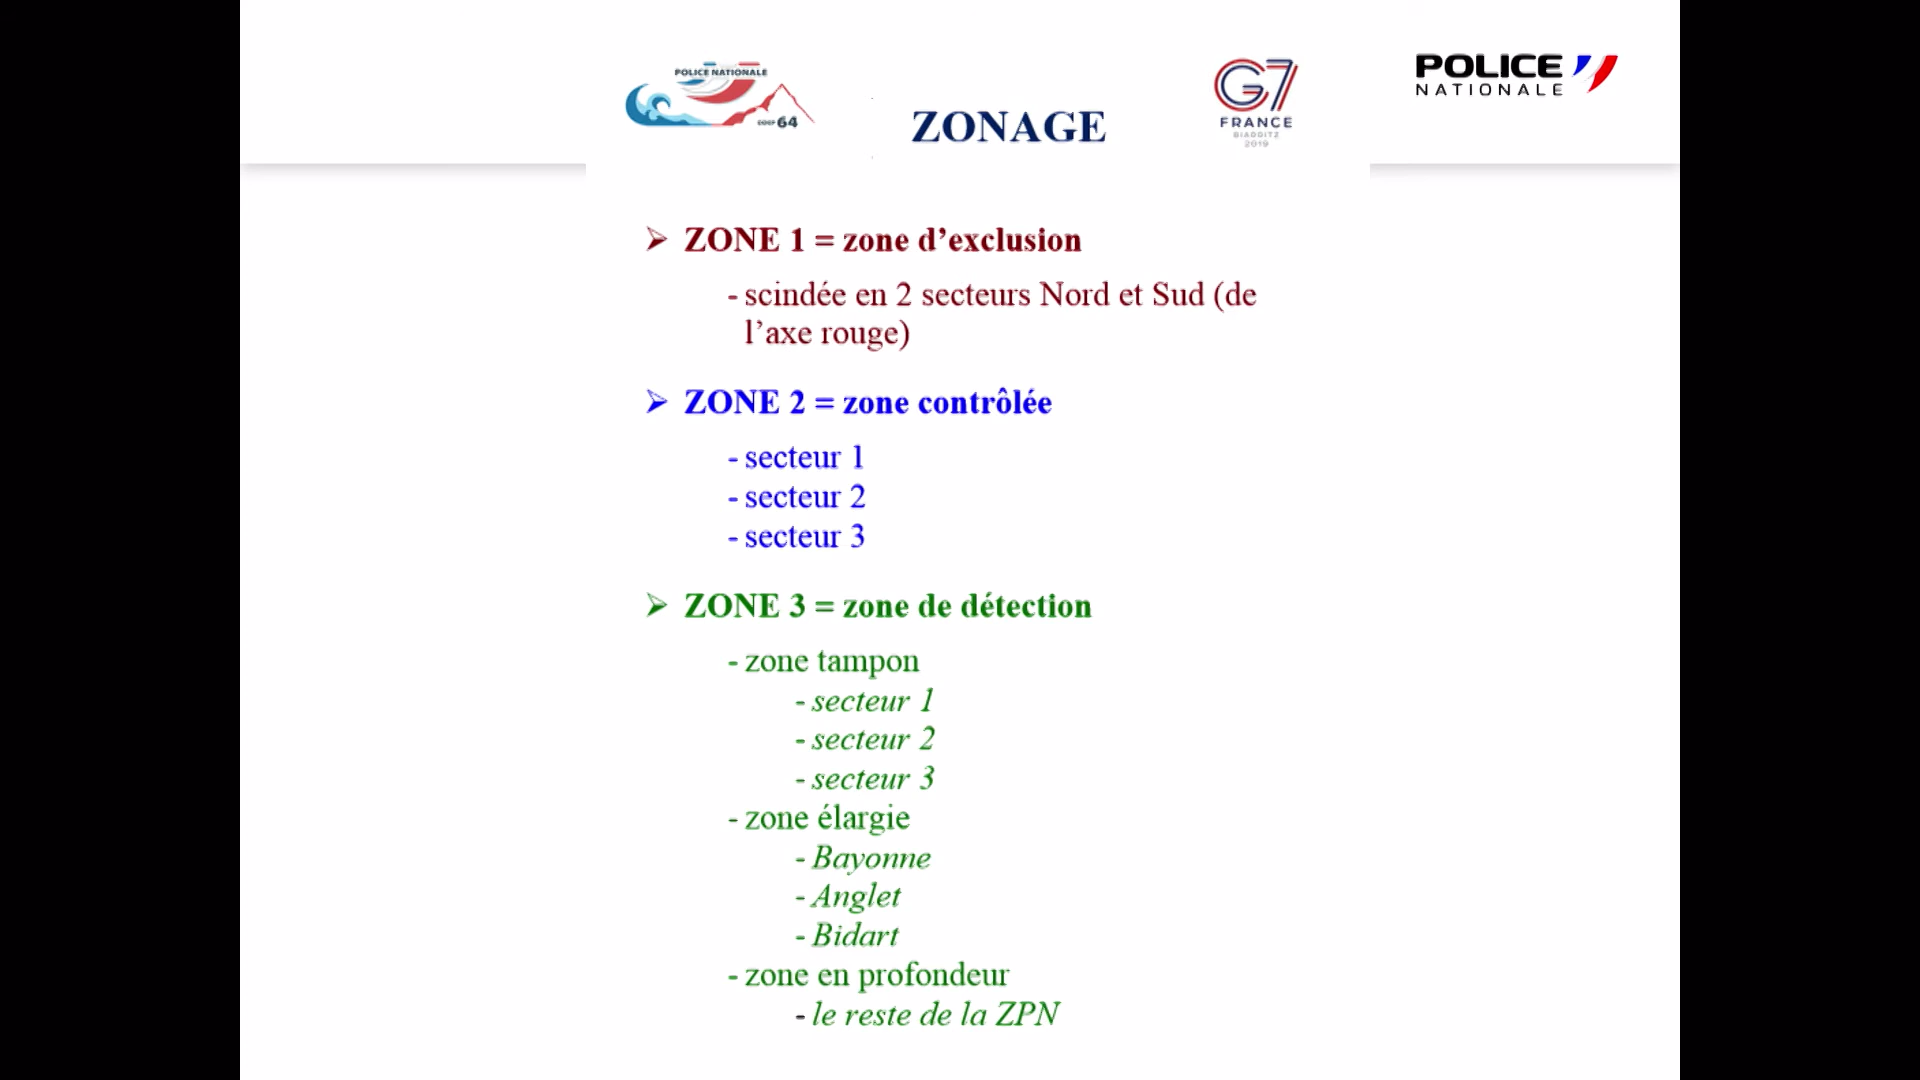 POLICE NATIONALE
COEP 64
ZONAGE
G7
FRANCE
BIARRITZ
2019
POLICE
NATIONALE
➢ ZONE 1 = zone d’exclusion
- scindée en 2 secteurs Nord et Sud (de
l’axe rouge)
➢ ZONE 2 = zone contrôlée
- secteur 1
- secteur 2
- secteur 3
➢ ZONE 3 = zone de détection
- zone tampon
- secteur 1
- secteur 2
- secteur 3
- zone élargie
- Bayonne
- Anglet
- Bidart
- zone en profondeur
- le reste de la ZPN